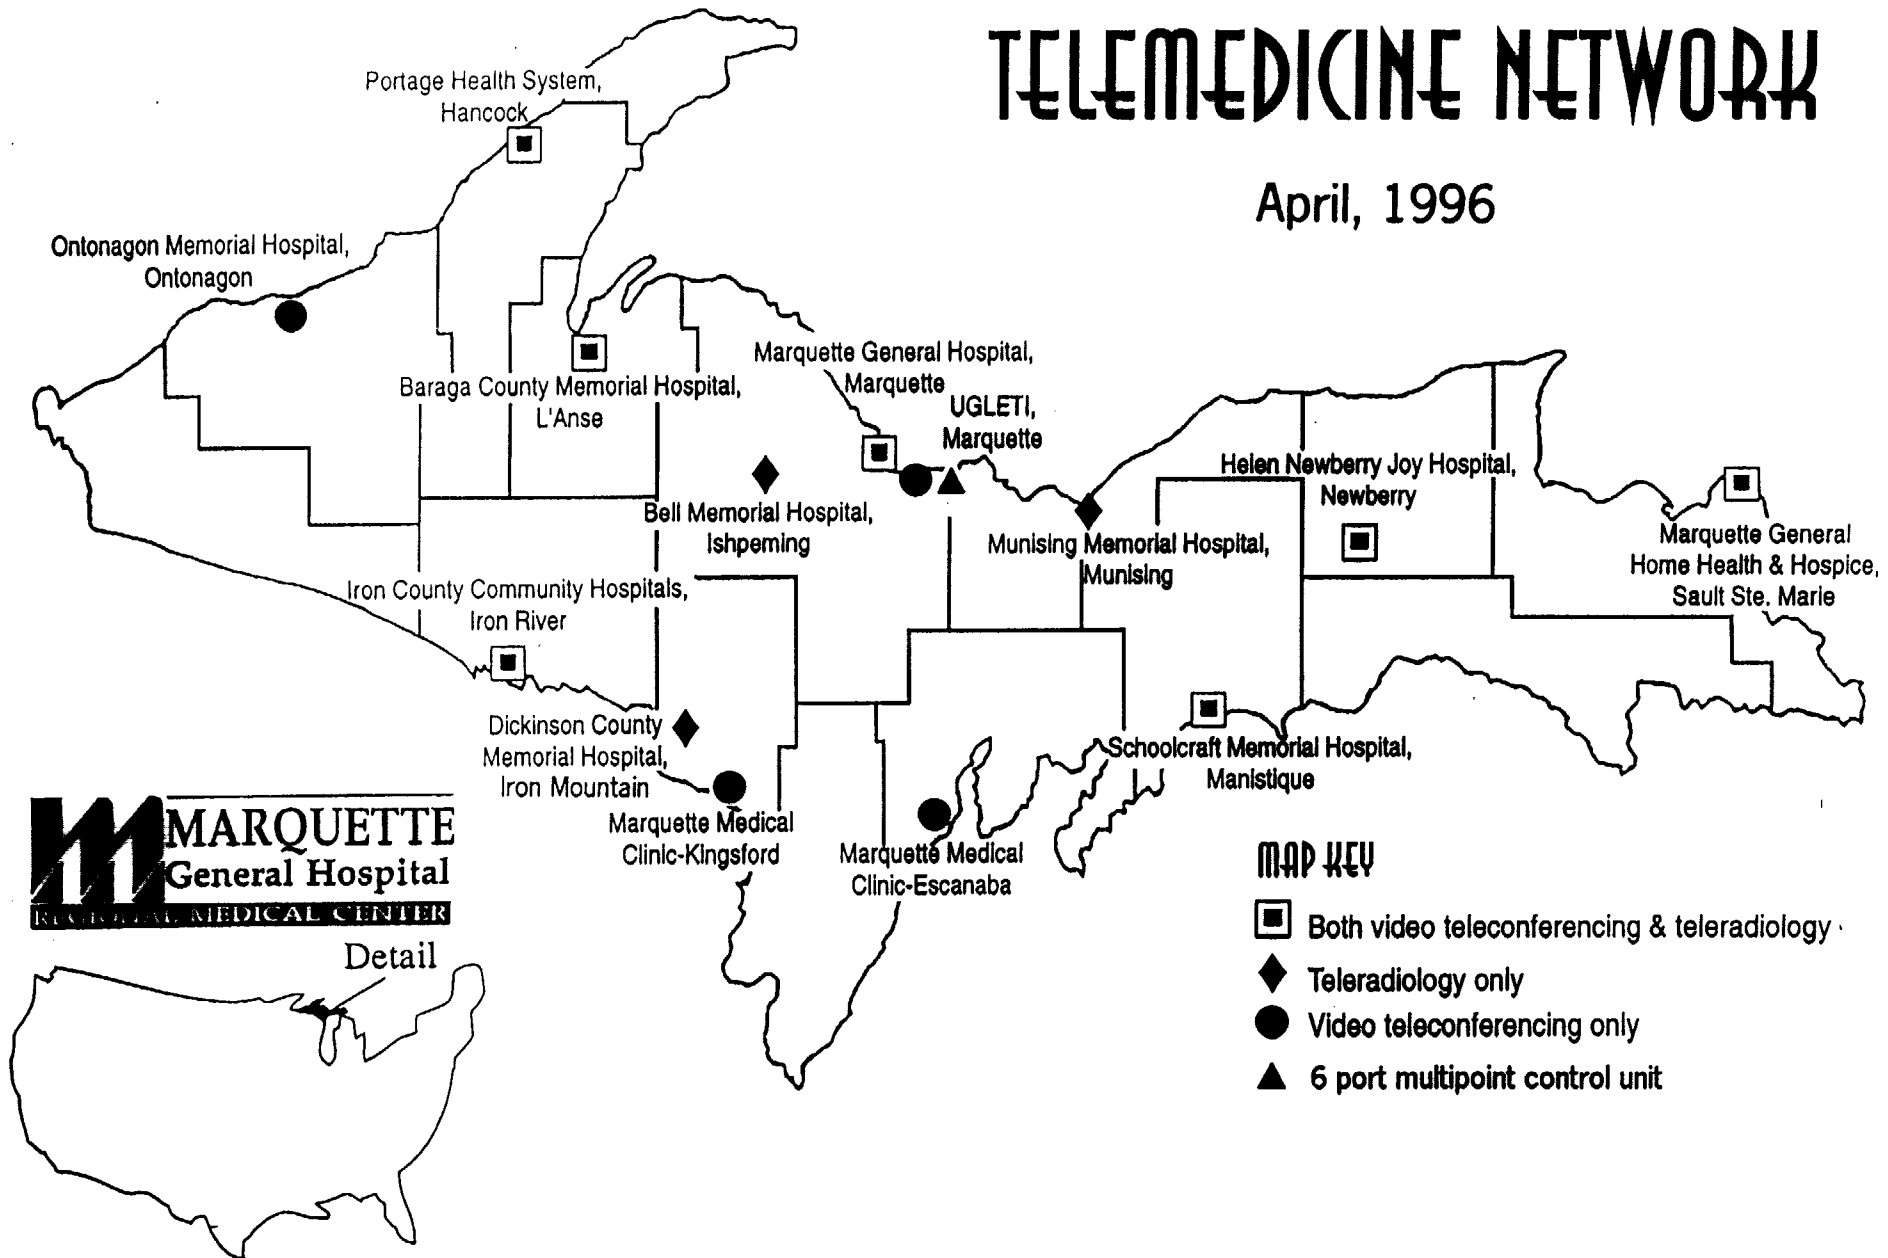 TELEMEDICINE NETWORK
April, 1996
Portage Health System,
Hancock
Ontonagon Memorial Hospital,
Ontonagon
Baraga County Memorial Hospital,
L'Anse
Marquette General Hospital,
Marquette
UGLETI,
Marquette
Bell Memorial Hospital,
Ishpeming
Munising Memorial Hospital,
Munising
Helen Newberry Joy Hospital,
Newberry
Marquette General
Home Health & Hospice,
Sault Ste. Marie
Iron County Community Hospitals,
Iron River
Dickinson County
Memorial Hospital,
Iron Mountain
Schoolcraft Memorial Hospital,
Manistique
Marquette Medical
Clinic-Kingsford
Marquette Medical
Clinic-Escanaba
MARQUETTE
General Hospital
REGIONAL MEDICAL CENTER
Detail
MAP KEY
Both video teleconferencing & teleradiology
Teleradiology only
Video teleconferencing only
6 port multipoint control unit